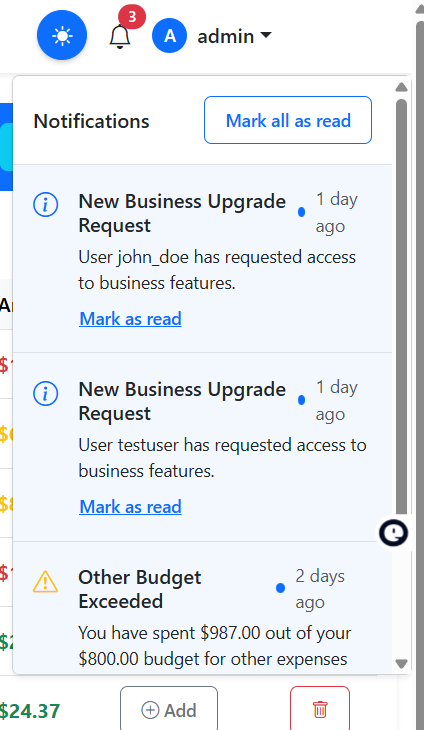 3
A admin
Notifications
Mark all as read
New Business Upgrade
Request
1 day
ago
User john_doe has requested access
to business features.
Mark as read
New Business Upgrade
Request
1 day
ago
User testuser has requested access to
business features.
Mark as read
Other Budget
Exceeded
2 days
ago
You have spent $987.00 out of your
$800.00 budget for other expenses
$24.37
Add